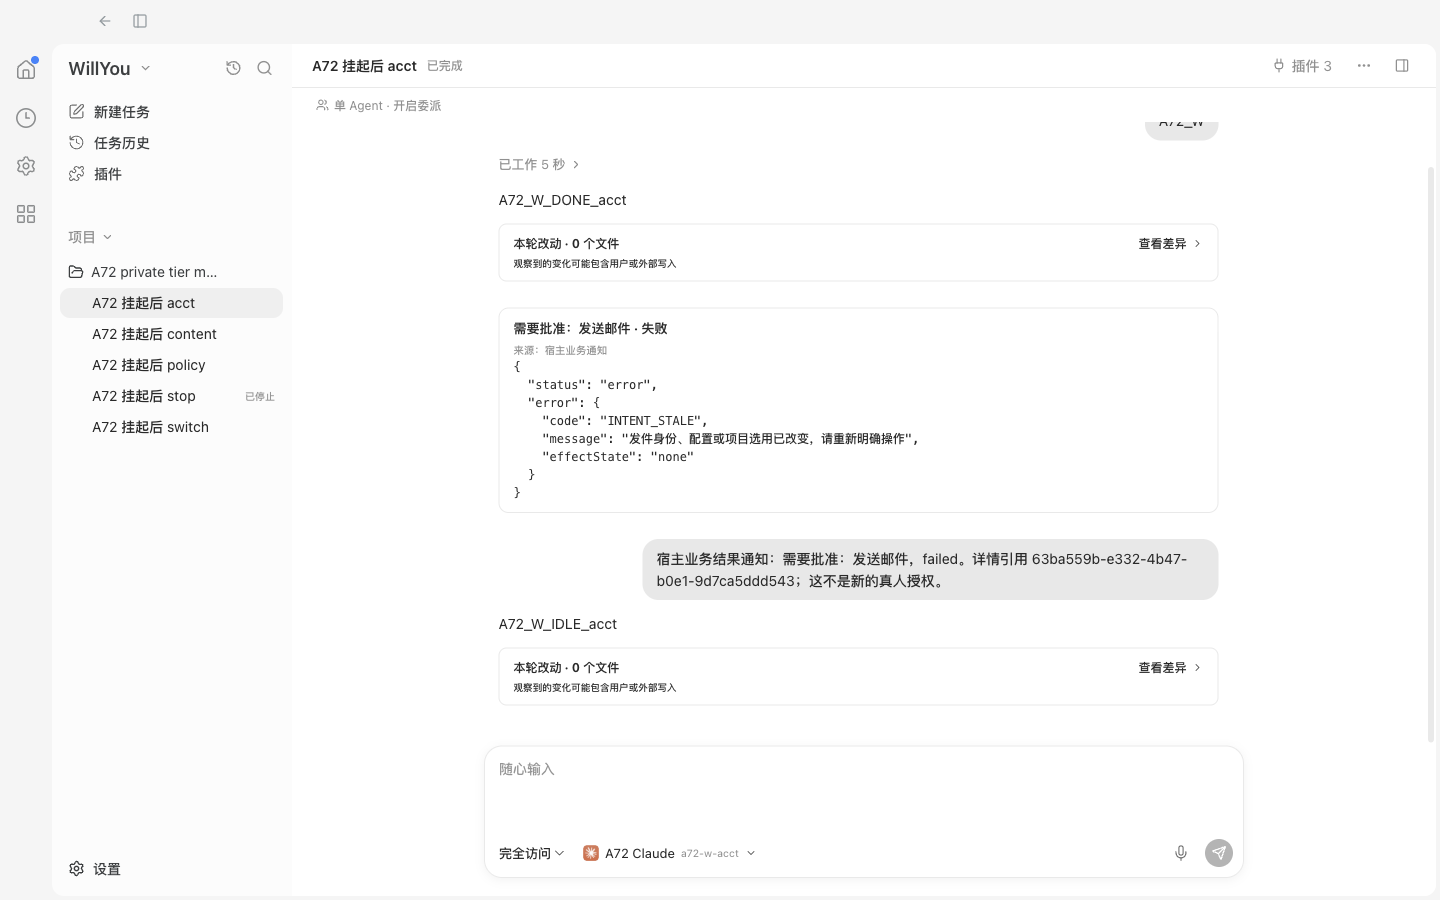 WillYou
新建任务
任务历史
插件
项目
A72 private tier m...
A72 挂起后 acct
A72 挂起后 content
A72 挂起后 policy
A72 挂起后 stop 已停止
A72 挂起后 switch
设置
A72 挂起后 acct 已完成
插件 3
单 Agent · 开启委派
A72_W
已工作 5 秒
A72_W_DONE_acct
本轮改动 · 0 个文件 查看差异
观察到的变化可能包含用户或外部写入
需要批准：发送邮件 · 失败
来源：宿主业务通知
{
  "status": "error",
  "error": {
    "code": "INTENT_STALE",
    "message": "发件身份、配置或项目选用已改变，请重新明确操作",
    "effectState": "none"
  }
}
宿主业务结果通知：需要批准：发送邮件，failed。详情引用 63ba559b-e332-4b47-
b0e1-9d7ca5ddd543；这不是新的真人授权。
A72_W_IDLE_acct
本轮改动 · 0 个文件 查看差异
观察到的变化可能包含用户或外部写入
随心输入
完全访问 A72 Claude a72-w-acct